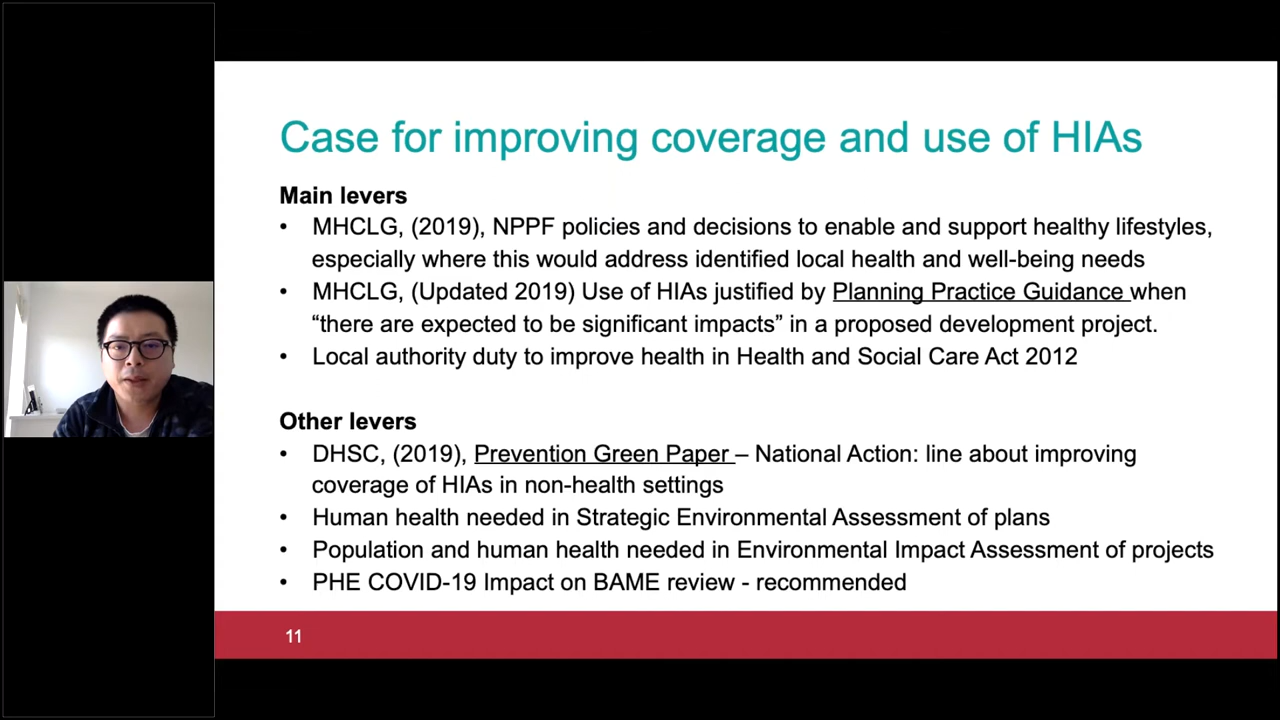 Case for improving coverage and use of HIAs
Main levers
• MHCLG, (2019), NPPF policies and decisions to enable and support healthy lifestyles,
especially where this would address identified local health and well-being needs
• MHCLG, (Updated 2019) Use of HIAs justified by Planning Practice Guidance when
“there are expected to be significant impacts” in a proposed development project.
• Local authority duty to improve health in Health and Social Care Act 2012
Other levers
• DHSC, (2019), Prevention Green Paper – National Action: line about improving
coverage of HIAs in non-health settings
• Human health needed in Strategic Environmental Assessment of plans
• Population and human health needed in Environmental Impact Assessment of projects
• PHE COVID-19 Impact on BAME review - recommended
11